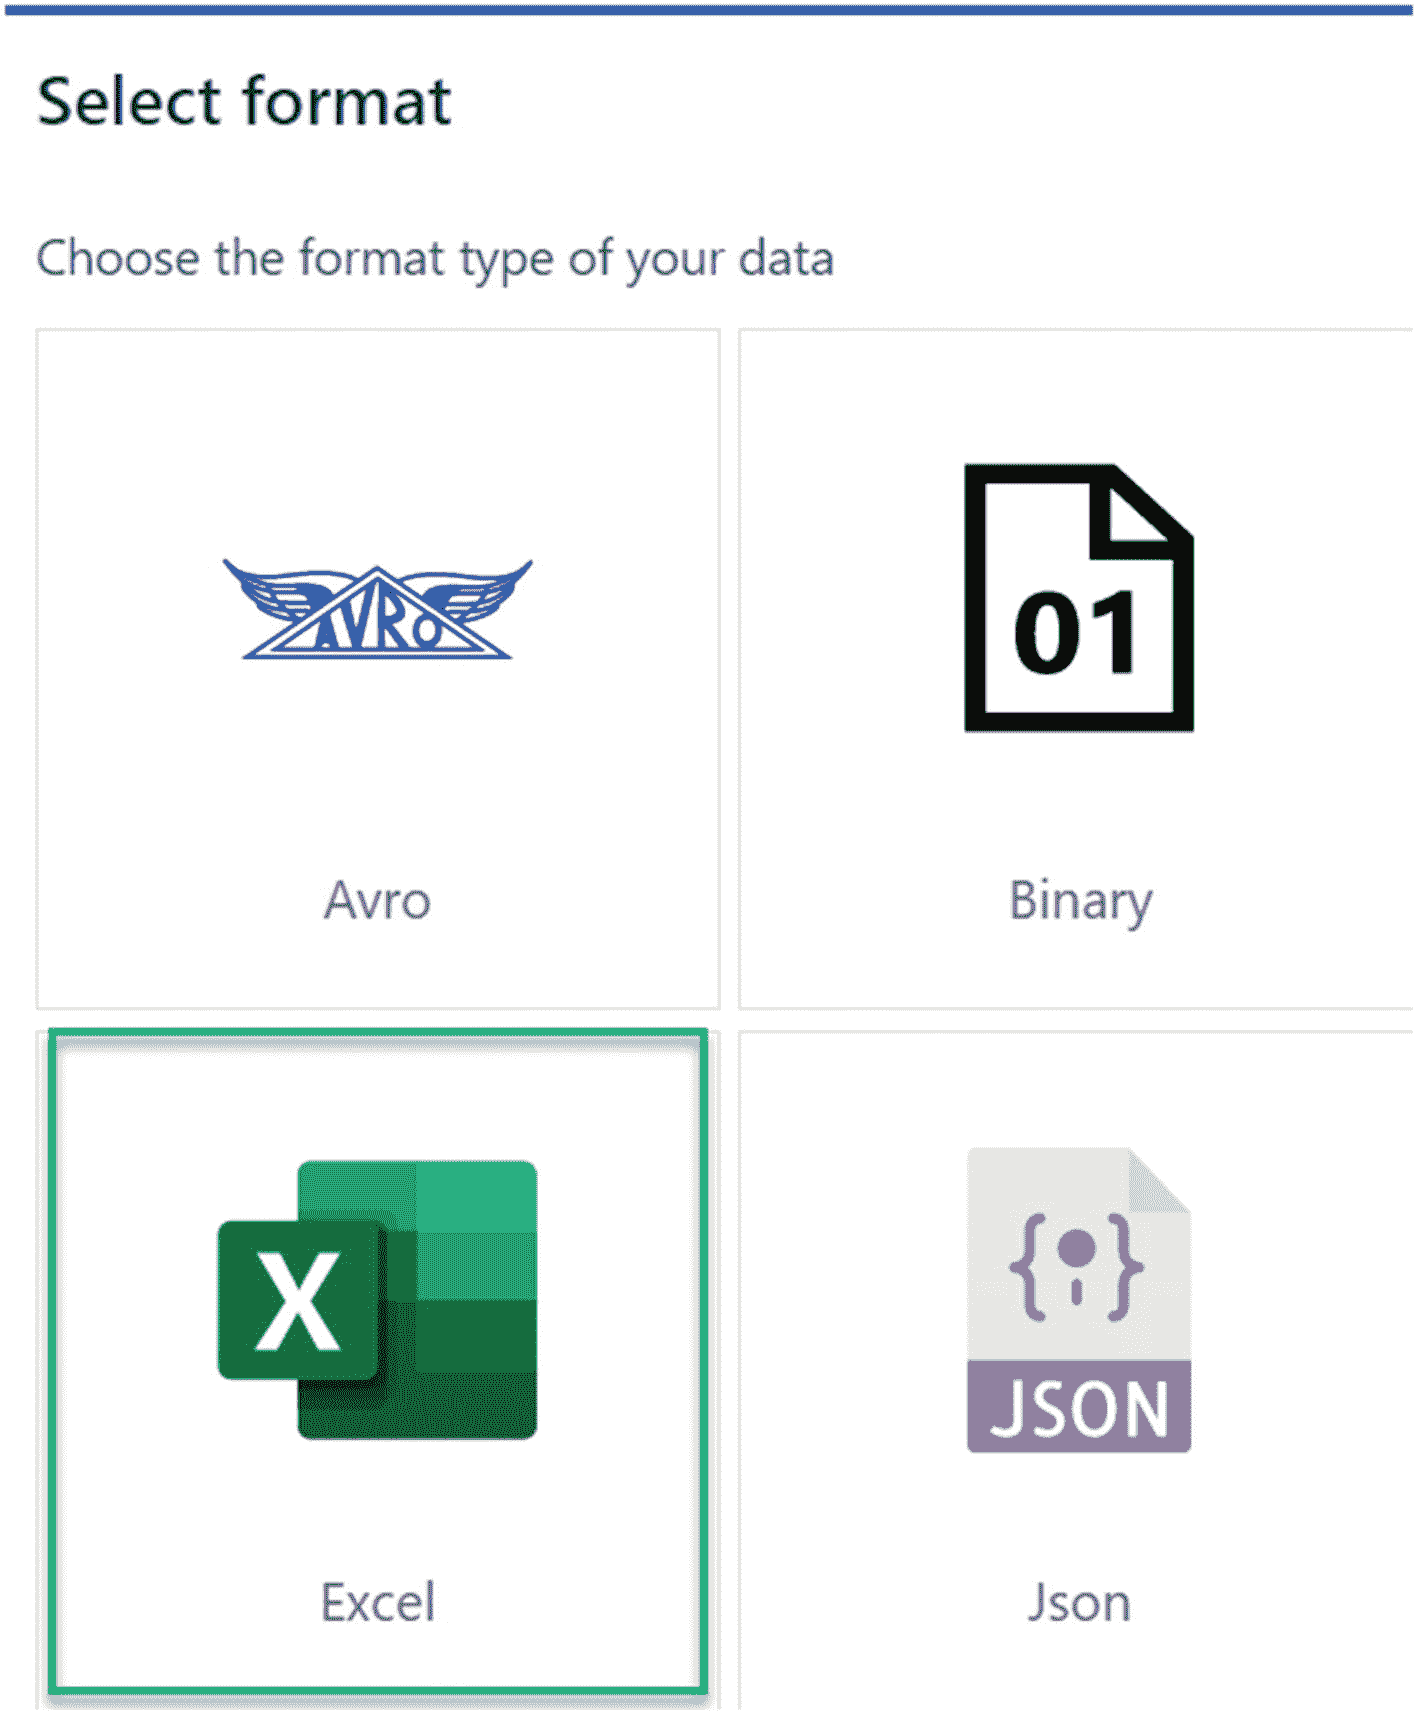 Select format
Choose the format type of your data
AVRO
01
Avro
Binary
X
JSON
Excel
Json